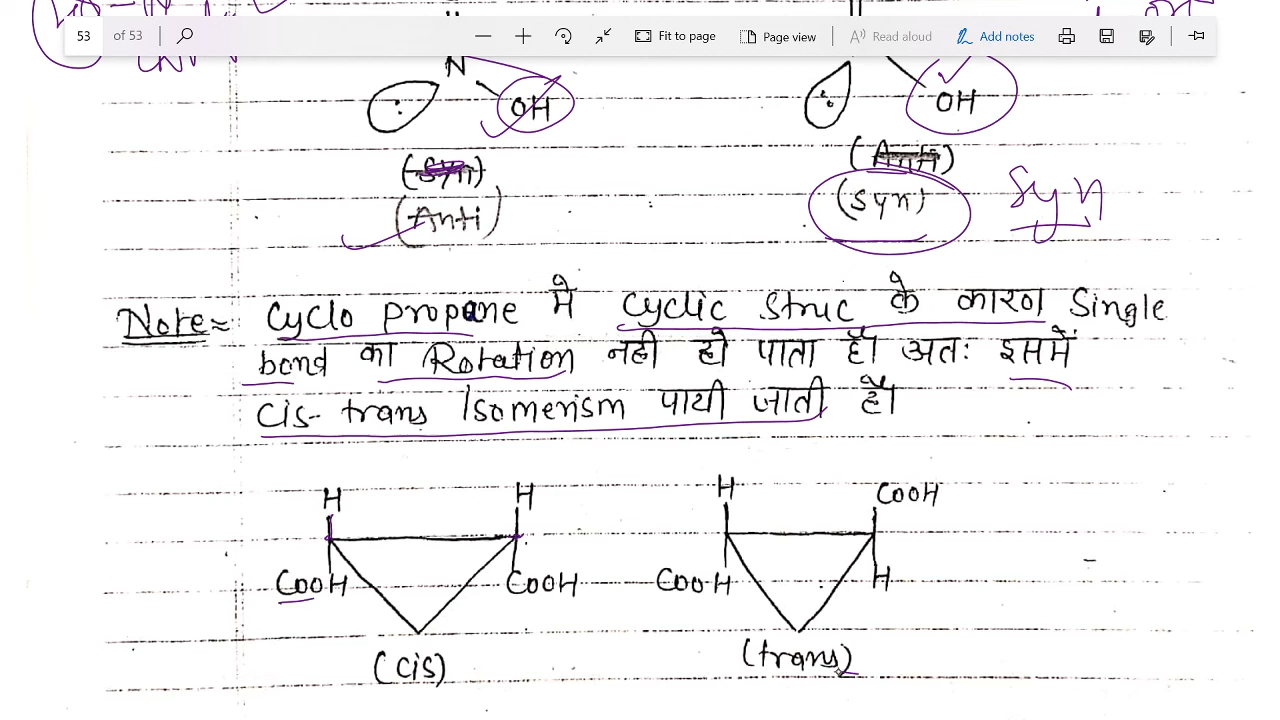 53 of 53 Fit to page Page view Read aloud Add notes
N
OH OH
(Syn) (Anti)
(Anti) (Syn) Syn
Note≈ Cyclo propane में Cyclic Struc के कारण Single
bond का Rotation नही हो पाता है। अतः इसमें
Cis- trans Isomerism पायी जाती है।
H H H COOH
COOH COOH COOH H
(Cis) (trans)